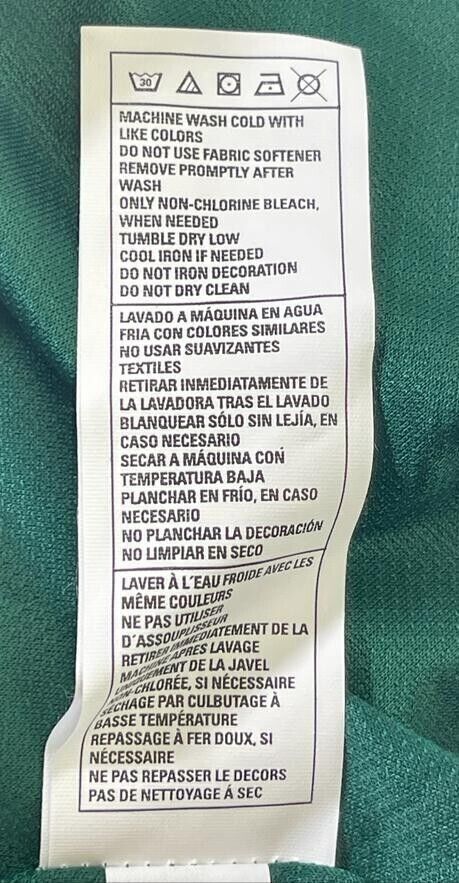 30
MACHINE WASH COLD WITH
LIKE COLORS
DO NOT USE FABRIC SOFTENER
REMOVE PROMPTLY AFTER
WASH
ONLY NON-CHLORINE BLEACH,
WHEN NEEDED
TUMBLE DRY LOW
COOL IRON IF NEEDED
DO NOT IRON DECORATION
DO NOT DRY CLEAN
LAVADO A MÁQUINA EN AGUA
FRIA CON COLORES SIMILARES
NO USAR SUAVIZANTES
TEXTILES
RETIRAR INMEDIATAMENTE DE
LA LAVADORA TRAS EL LAVADO
BLANQUEAR SÓLO SIN LEJÍA, EN
CASO NECESARIO
SECAR A MÁQUINA CON
TEMPERATURA BAJA
PLANCHAR EN FRÍO, EN CASO
NECESARIO
NO PLANCHAR LA DECORACIÓN
NO LIMPIAR EN SECO
LAVER À L'EAU FROIDE AVEC LES
MÊME COULEURS
NE PAS UTILISER
D'ASSOUPLISSEUR
RETIRER IMMEDIATEMENT DE LA
MACHINE APRES LAVAGE
UNIQUEMENT DE LA JAVEL
NON-CHLORÉE, SI NÉCESSAIRE
SÉCHAGE PAR CULBUTAGE À
BASSE TEMPÉRATURE
REPASSAGE À FER DOUX, SI
NÉCESSAIRE
NE PAS REPASSER LE DECORS
PAS DE NETTOYAGE Á SEC